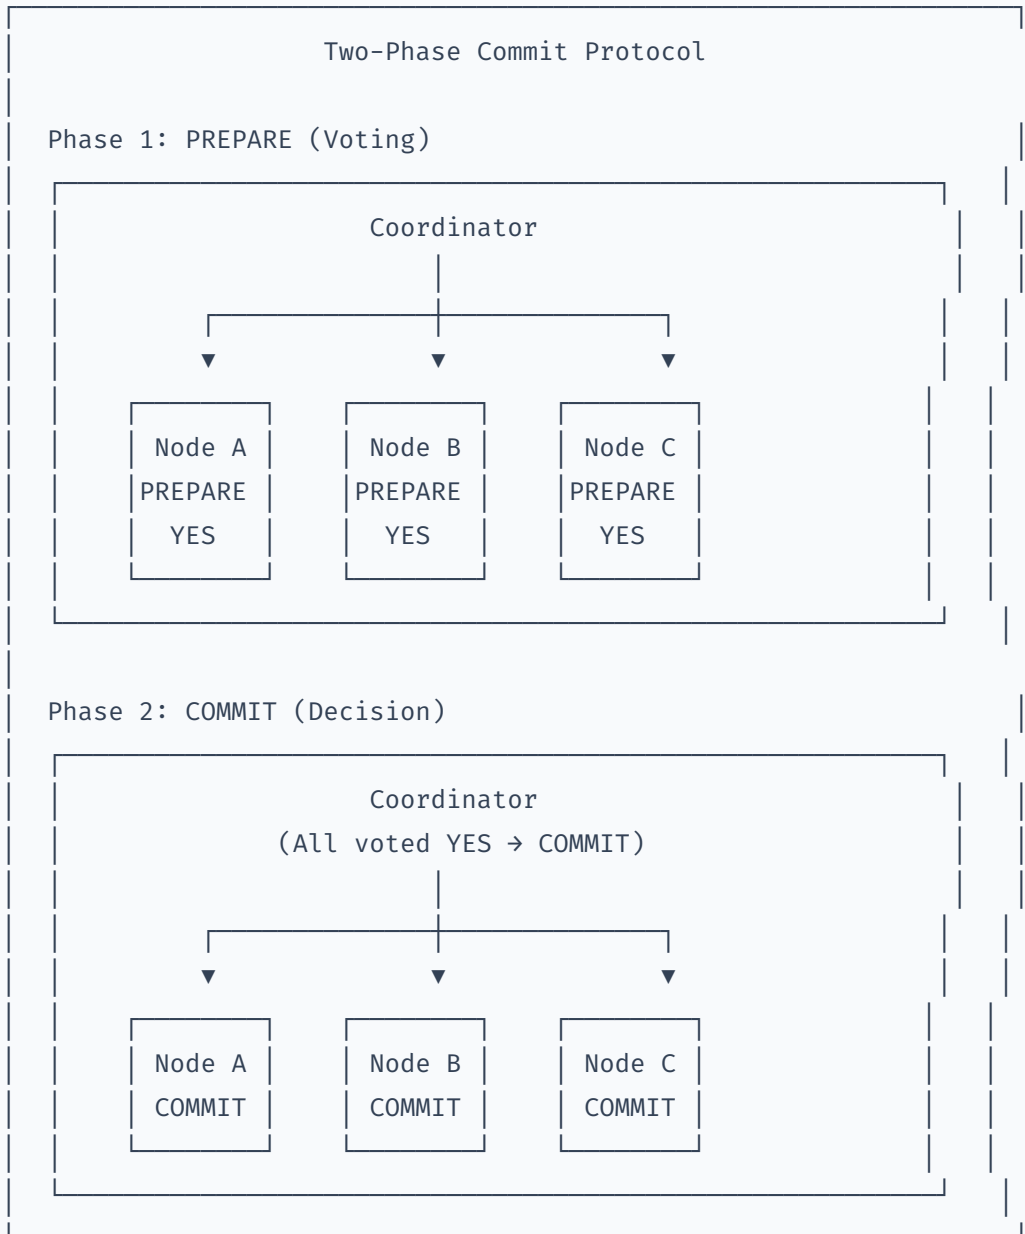 Two-Phase Commit Protocol
Phase 1: PREPARE (Voting)
Coordinator
Node A Node B Node C
PREPARE PREPARE PREPARE
YES YES YES
Phase 2: COMMIT (Decision)
Coordinator
(All voted YES → COMMIT)
Node A Node B Node C
COMMIT COMMIT COMMIT